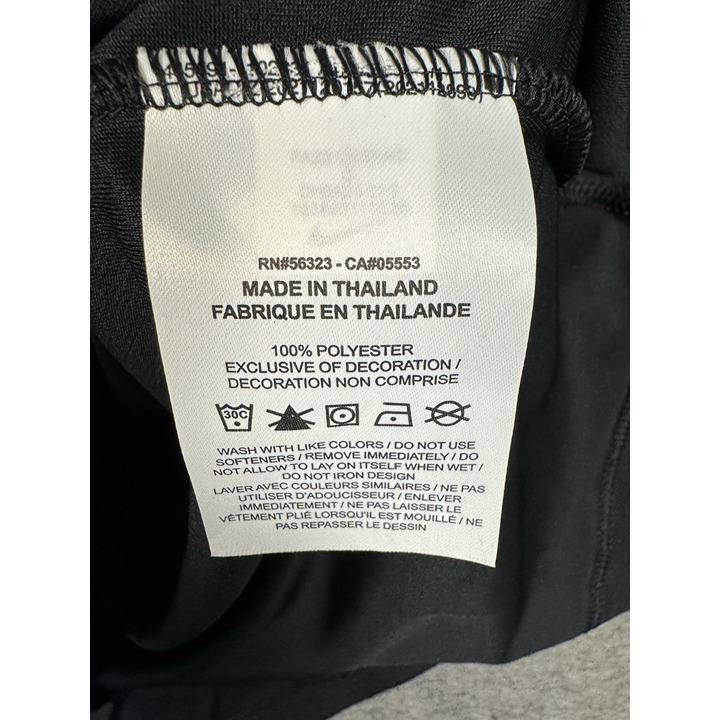 RN#56323 - CA#05553
MADE IN THAILAND
FABRIQUE EN THAILANDE
100% POLYESTER
EXCLUSIVE OF DECORATION /
DECORATION NON COMPRISE
30C
WASH WITH LIKE COLORS / DO NOT USE
SOFTENERS / REMOVE IMMEDIATELY / DO
NOT ALLOW TO LAY ON ITSELF WHEN WET /
DO NOT IRON DESIGN
LAVER AVEC COULEURS SIMILAIRES / NE PAS
UTILISER D'ADOUCISSEUR / ENLEVER
IMMÉDIATEMENT / NE PAS LAISSER LE
VÊTEMENT PLIÉ LORSQU'IL EST MOUILLÉ / NE
PAS REPASSER LE DESSIN